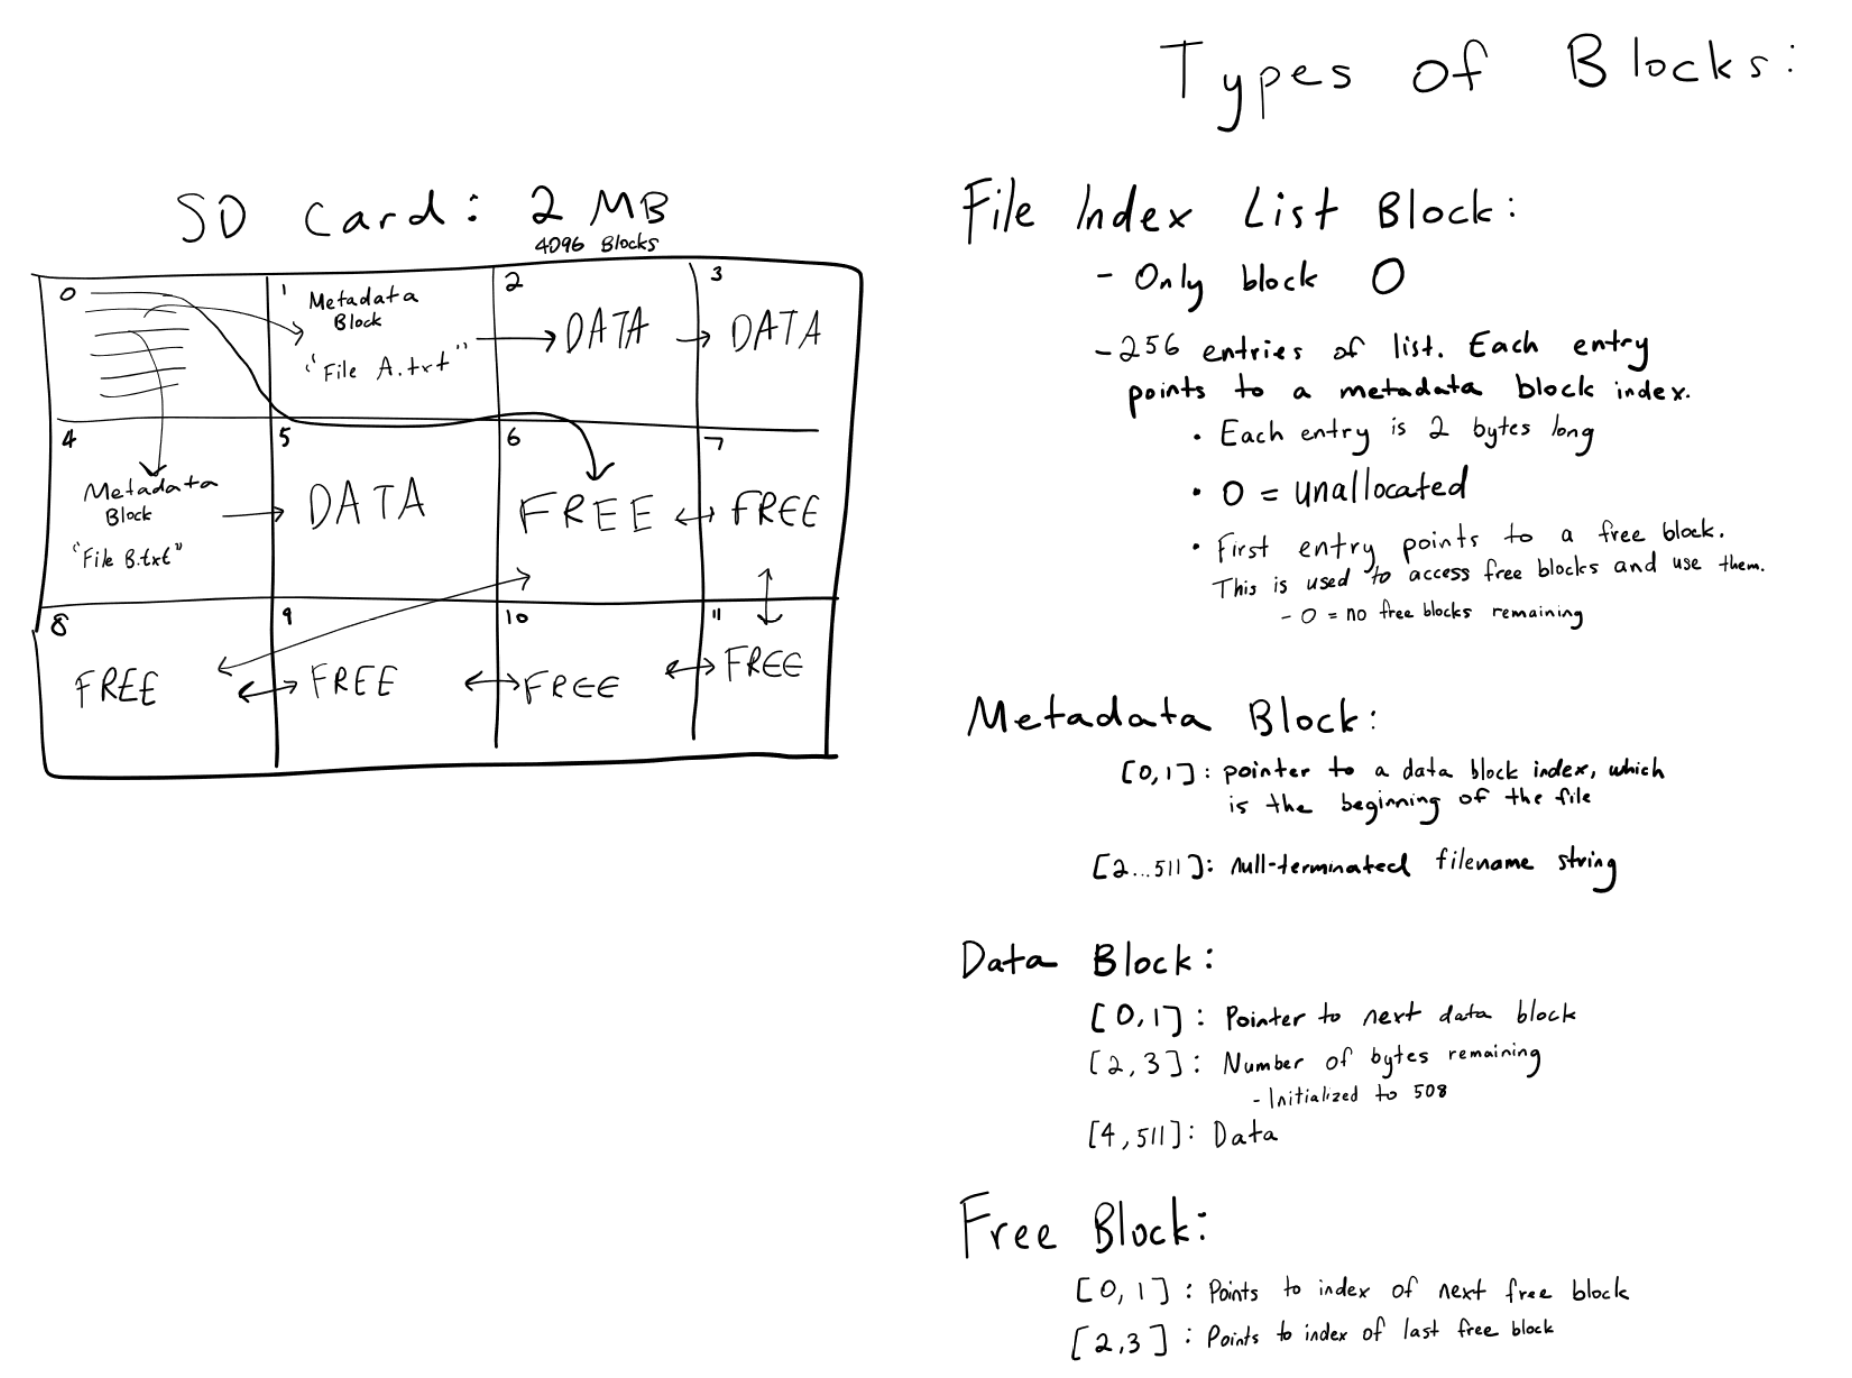 Types of Blocks:
SD Card: 2 MB
4096 Blocks
0
1
Metadata
Block
"File A.txt"
2
DATA
3
DATA
4
Metadata
Block
"File B.txt"
5
DATA
6
FREE
7
FREE
8
FREE
9
FREE
10
FREE
11
FREE
File Index List Block:
- Only block 0
- 256 entries of list. Each entry
points to a metadata block index.
• Each entry is 2 bytes long
• 0 = unallocated
• First entry points to a free block.
This is used to access free blocks and use them.
- 0 = no free blocks remaining
Metadata Block:
[0,1]: pointer to a data block index, which
is the beginning of the file
[2...511]: Null-terminated filename string
Data Block:
[0,1]: Pointer to next data block
[2,3]: Number of bytes remaining
- Initialized to 508
[4,511]: Data
Free Block:
[0,1]: Points to index of next free block
[2,3]: Points to index of last free block